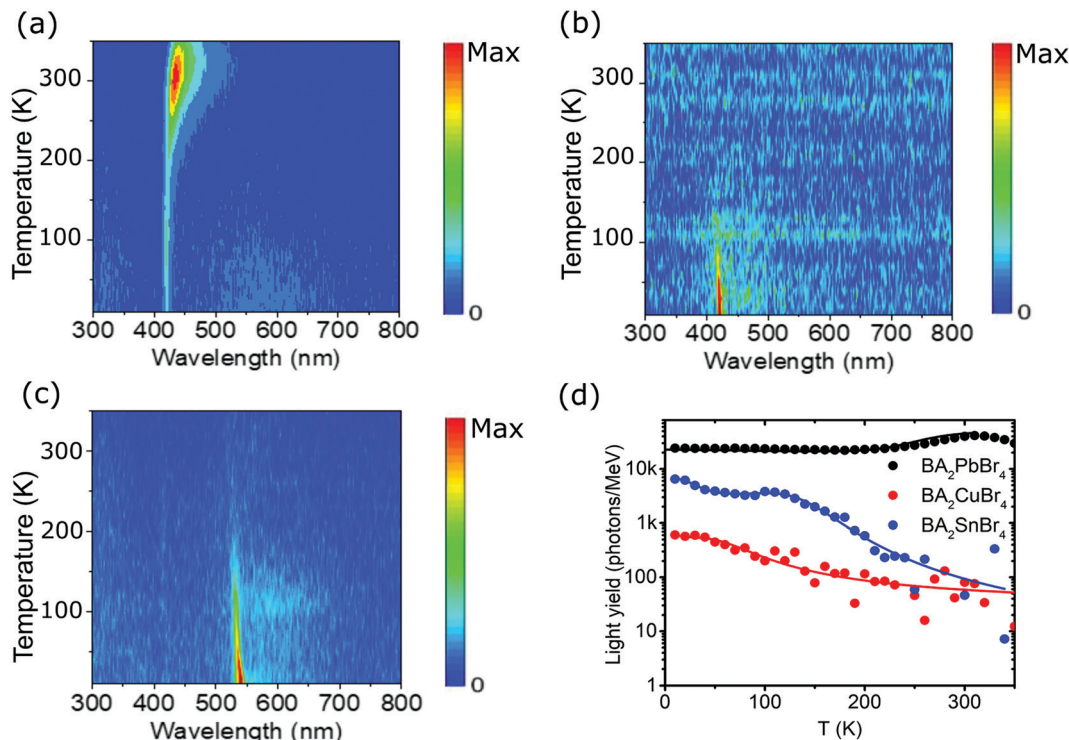 (a)
Temperature (K)
300
200
100
300 400 500 600 700 800
Wavelength (nm)
Max
0
(b)
Temperature (K)
300
200
100
300 400 500 600 700 800
Wavelength (nm)
Max
0
(c)
Temperature (K)
300
200
100
300 400 500 600 700 800
Wavelength (nm)
Max
0
(d)
Light yield (photons/MeV)
10k
1k
100
10
1
0 100 200 300
T (K)
BA₂PbBr₄
BA₂CuBr₄
BA₂SnBr₄